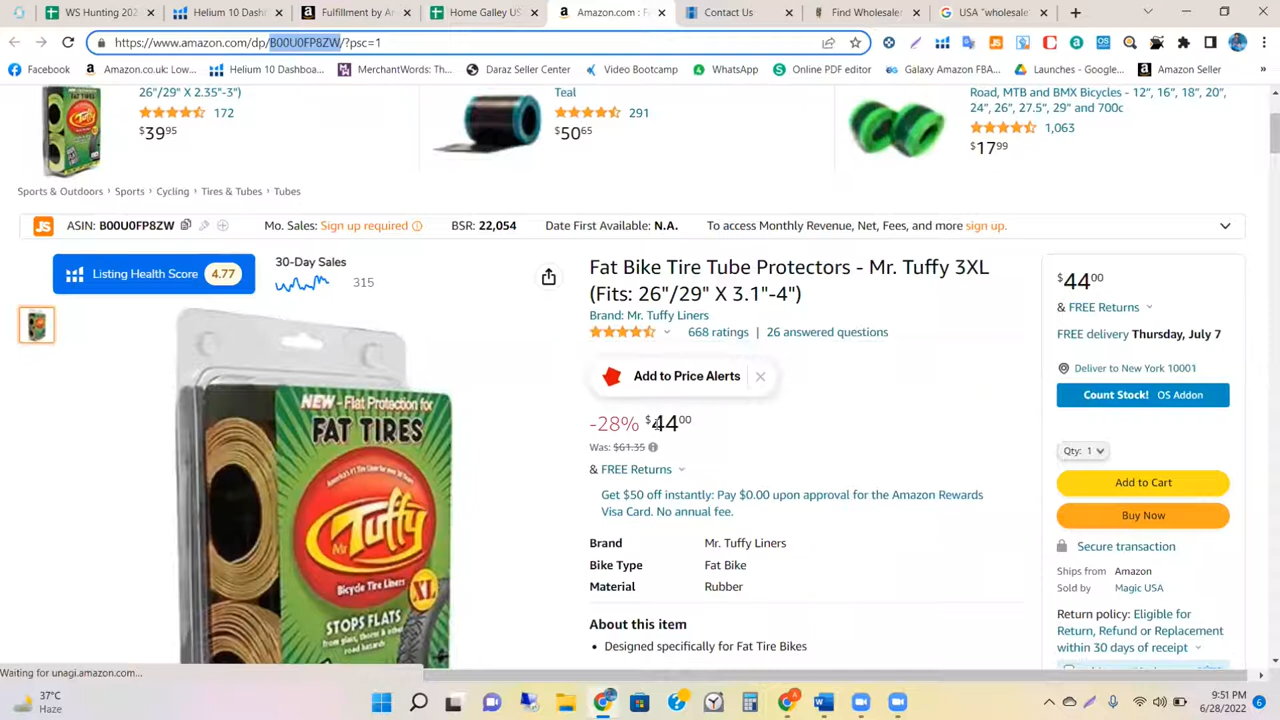 WS Hunting 202
Helium 10 Dash
Fulfillment by Am
Home Galley US
Amazon.com : F
Contact Us
Find Wholesale
USA "wholesale
https://www.amazon.com/dp/B00U0FP8ZW/?psc=1
Facebook
Amazon.co.uk: Low...
Helium 10 Dashboa...
MerchantWords: Th...
Daraz Seller Center
Video Bootcamp
WhatsApp
Online PDF editor
Galaxy Amazon FBA...
Launches - Google...
Amazon Seller
26"/29" X 2.35"-3")
172
$39.95
Teal
291
$50.65
Road, MTB and BMX Bicycles - 12", 16", 18", 20",
24", 26", 27.5", 29" and 700c
1,063
$17.99
Sports & Outdoors › Sports › Cycling › Tires & Tubes › Tubes
JS ASIN: B00U0FP8ZW Mo. Sales: Sign up required BSR: 22,054 Date First Available: N.A. To access Monthly Revenue, Net, Fees, and more sign up.
Listing Health Score 4.77
30-Day Sales
315
NEW - Flat Protection for
FAT TIRES
Mr Tuffy
Bicycle Tire Liners
XL
STOPS FLATS
from glass, thorns & other
road hazards
Fat Bike Tire Tube Protectors - Mr. Tuffy 3XL
(Fits: 26"/29" X 3.1"-4")
Brand: Mr. Tuffy Liners
668 ratings | 26 answered questions
Add to Price Alerts
-28% $44.00
Was: $61.35
& FREE Returns
Get $50 off instantly: Pay $0.00 upon approval for the Amazon Rewards
Visa Card. No annual fee.
Brand Mr. Tuffy Liners
Bike Type Fat Bike
Material Rubber
About this item
• Designed specifically for Fat Tire Bikes
$44.00
& FREE Returns
FREE delivery Thursday, July 7
Deliver to New York 10001
Count Stock! OS Addon
Qty: 1
Add to Cart
Buy Now
Secure transaction
Ships from Amazon
Sold by Magic USA
Return policy: Eligible for
Return, Refund or Replacement
within 30 days of receipt
Waiting for unagi.amazon.com...
37°C
Haze
9:51 PM
6/28/2022
6